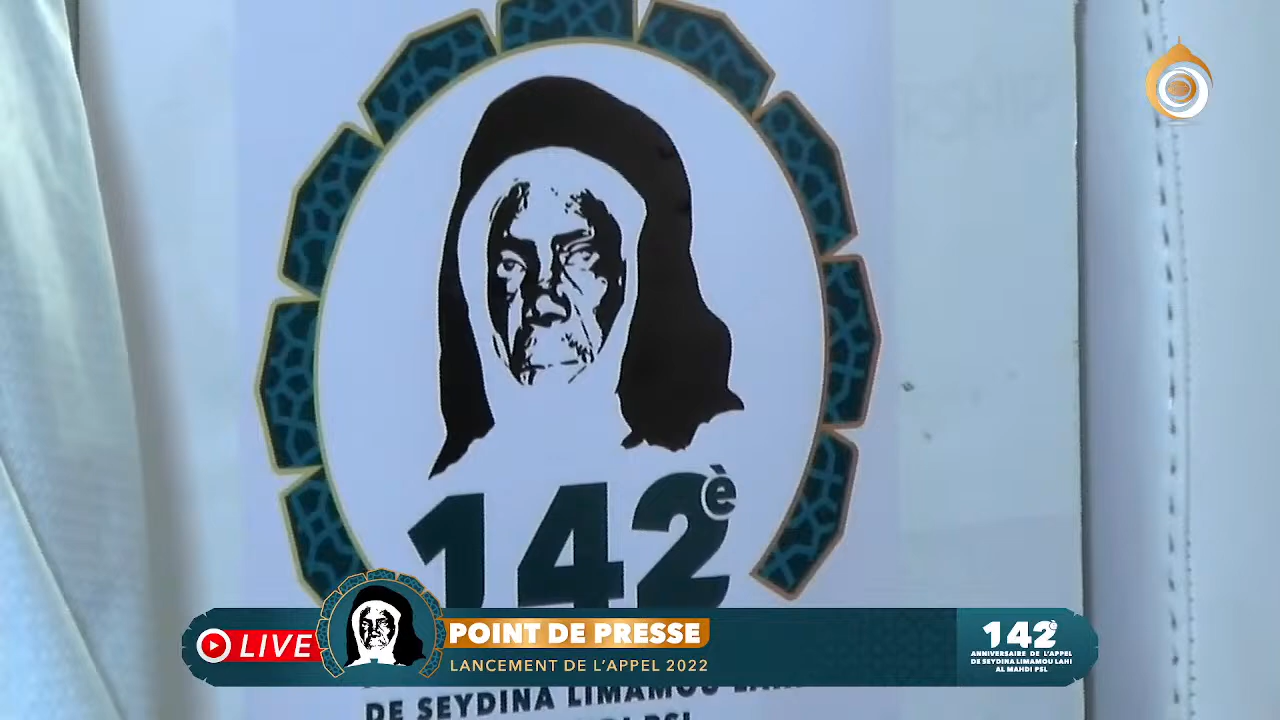 142è
LIVE
POINT DE PRESSE
LANCEMENT DE L'APPEL 2022
142è
ANNIVERSAIRE DE L'APPEL
DE SEYDINA LIMAMOU LAHI
AL MAHDI PSL
DE SEYDINA LIMAMOU
PSL